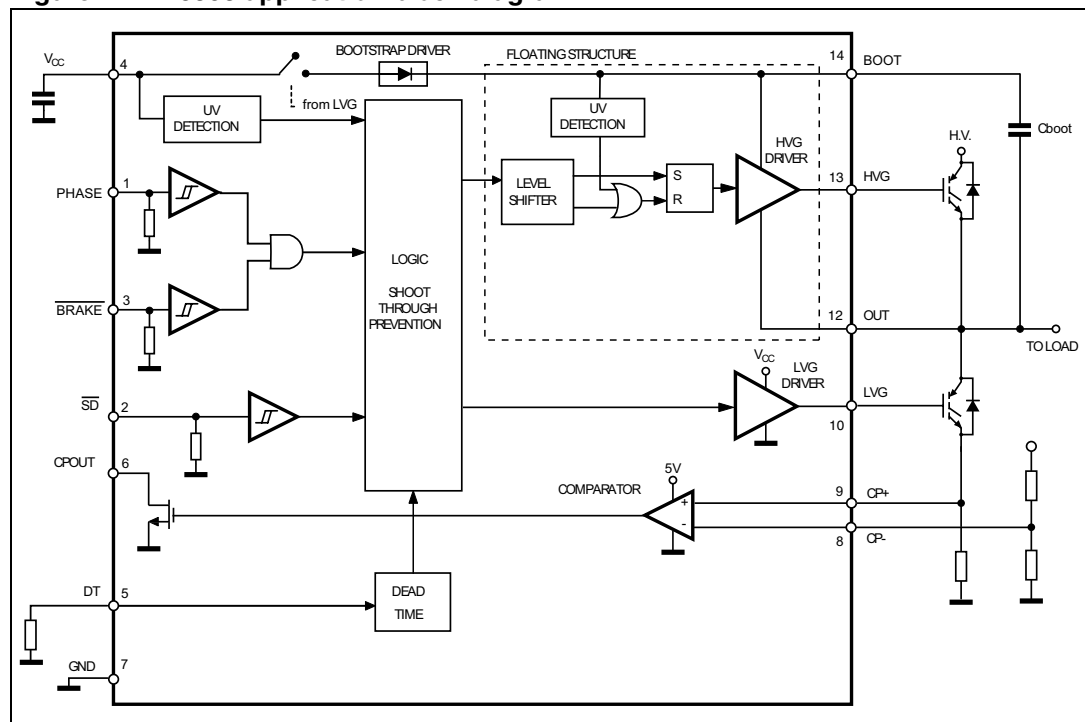 BOOTSTRAP DRIVER
FLOATING STRUCTURE
VCC
4
14
BOOT
from LVG
UV
DETECTION
UV
DETECTION
Cboot
H.V.
HVG
DRIVER
PHASE
1
LEVEL
SHIFTER
S
R
13
HVG
LOGIC
SHOOT
THROUGH
PREVENTION
BRAKE
3
12
OUT
TO LOAD
VCC
LVG
DRIVER
LVG
10
SD
2
CPOUT
6
COMPARATOR
5V
+
-
9
CP+
8
CP-
DT
5
DEAD
TIME
GND
7